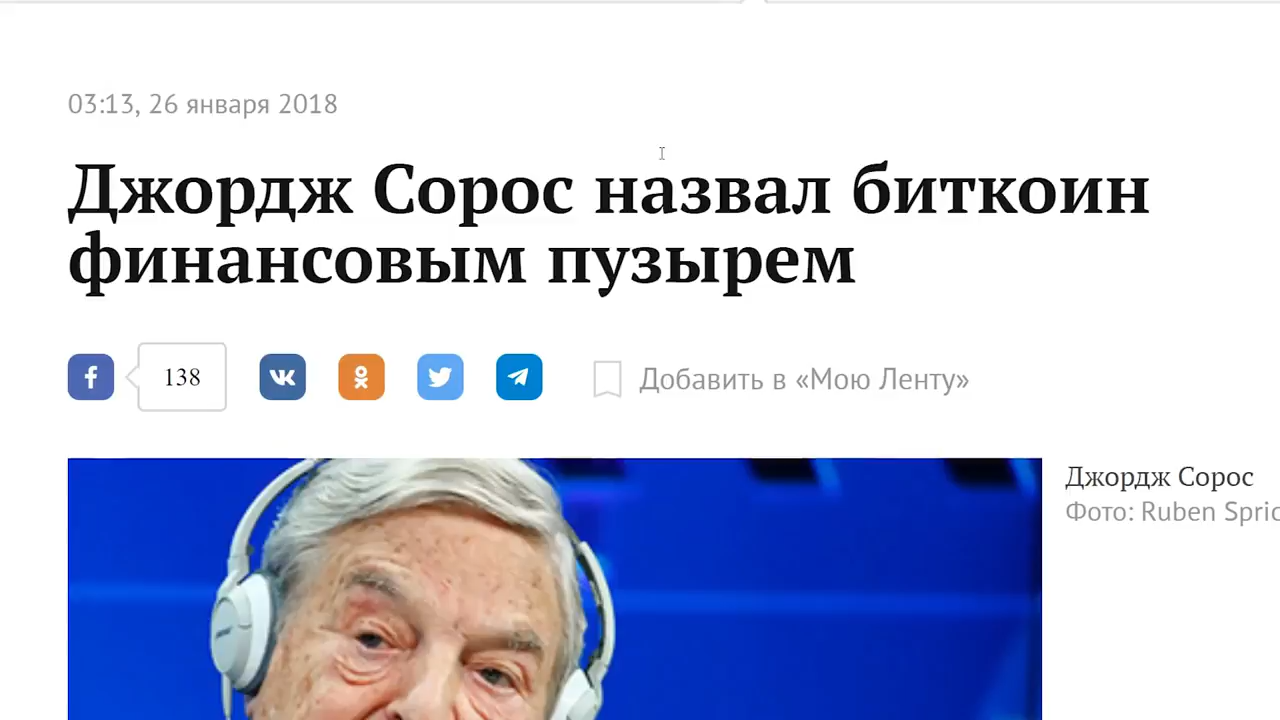 03:13, 26 января 2018
Джордж Сорос назвал биткоин
финансовым пузырем
138
Добавить в «Мою Ленту»
Джордж Сорос
Фото: Ruben